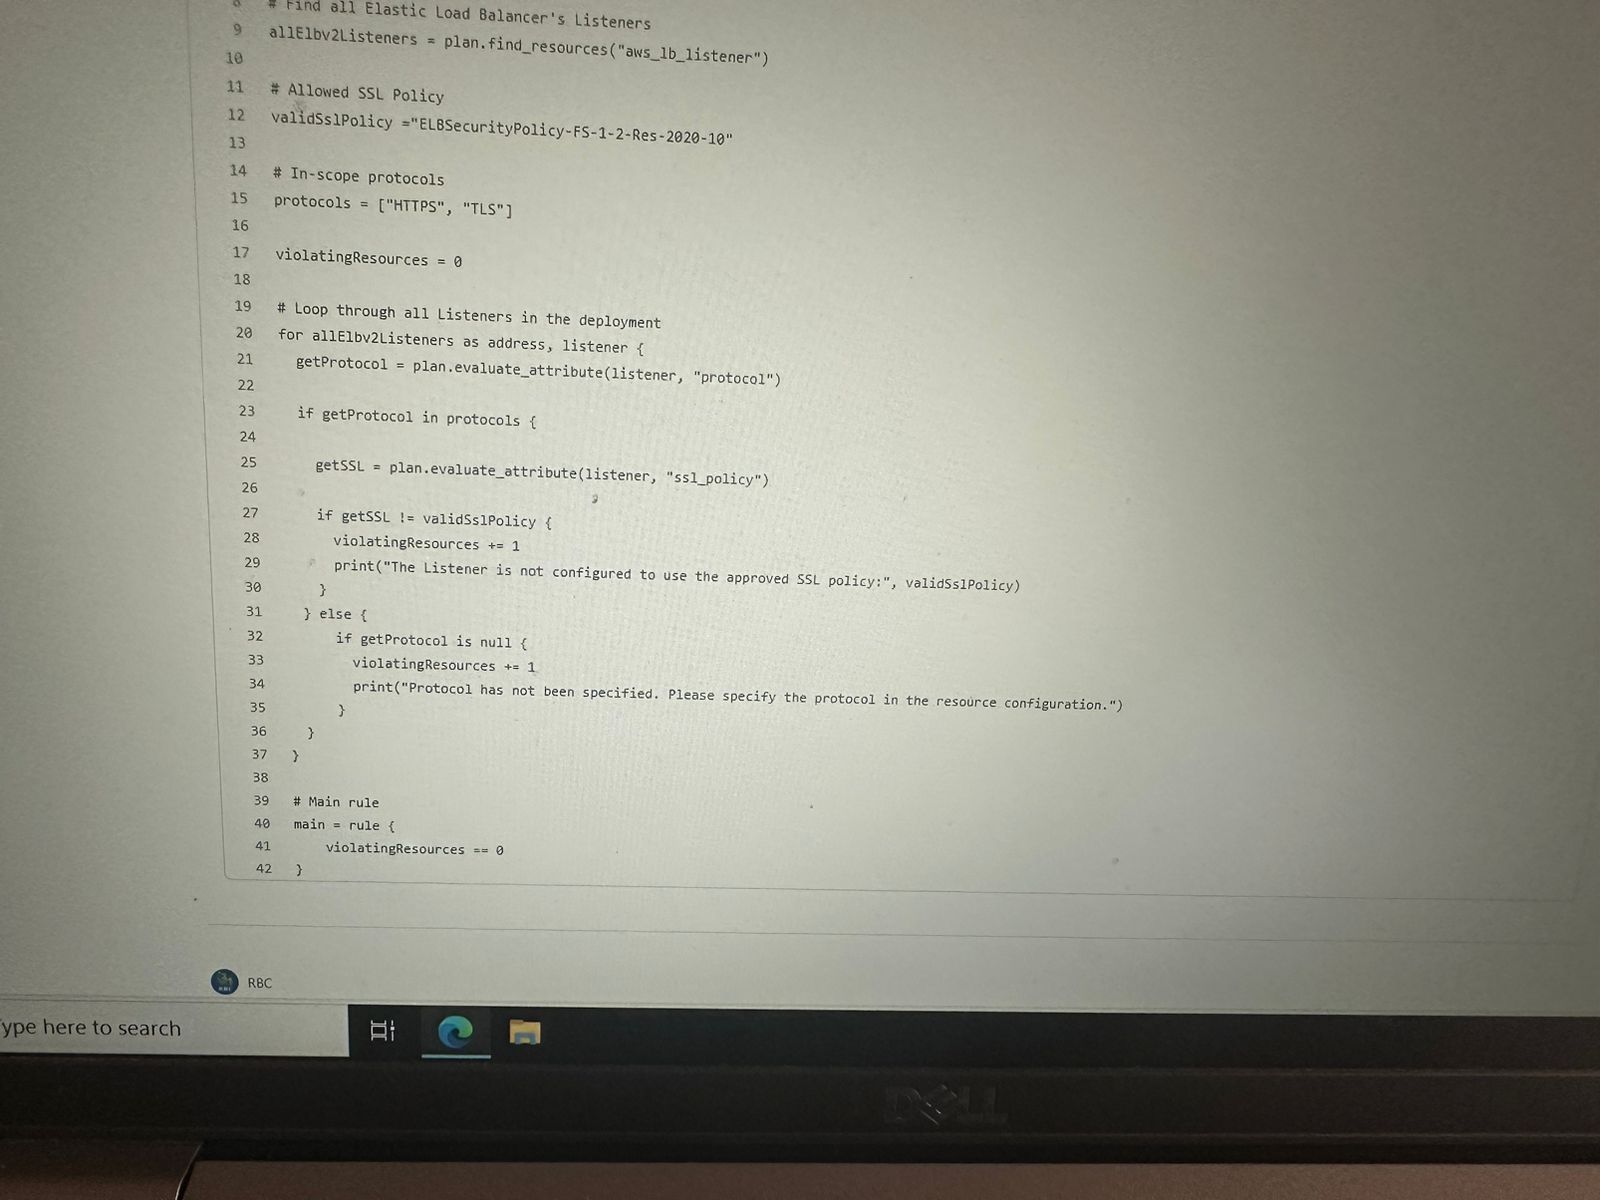 8 # Find all Elastic Load Balancer's Listeners
9 allElbv2Listeners = plan.find_resources("aws_lb_listener")
10
11 # Allowed SSL Policy
12 validSslPolicy ="ELBSecurityPolicy-FS-1-2-Res-2020-10"
13
14 # In-scope protocols
15 protocols = ["HTTPS", "TLS"]
16
17 violatingResources = 0
18
19 # Loop through all Listeners in the deployment
20 for allElbv2Listeners as address, listener {
21 getProtocol = plan.evaluate_attribute(listener, "protocol")
22
23 if getProtocol in protocols {
24
25 getSSL = plan.evaluate_attribute(listener, "ssl_policy")
26
27 if getSSL != validSslPolicy {
28 violatingResources += 1
29 print("The Listener is not configured to use the approved SSL policy:", validSslPolicy)
30 }
31 } else {
32 if getProtocol is null {
33 violatingResources += 1
34 print("Protocol has not been specified. Please specify the protocol in the resource configuration.")
35 }
36 }
37 }
38
39 # Main rule
40 main = rule {
41 violatingResources == 0
42 }
RBC
ype here to search
DELL